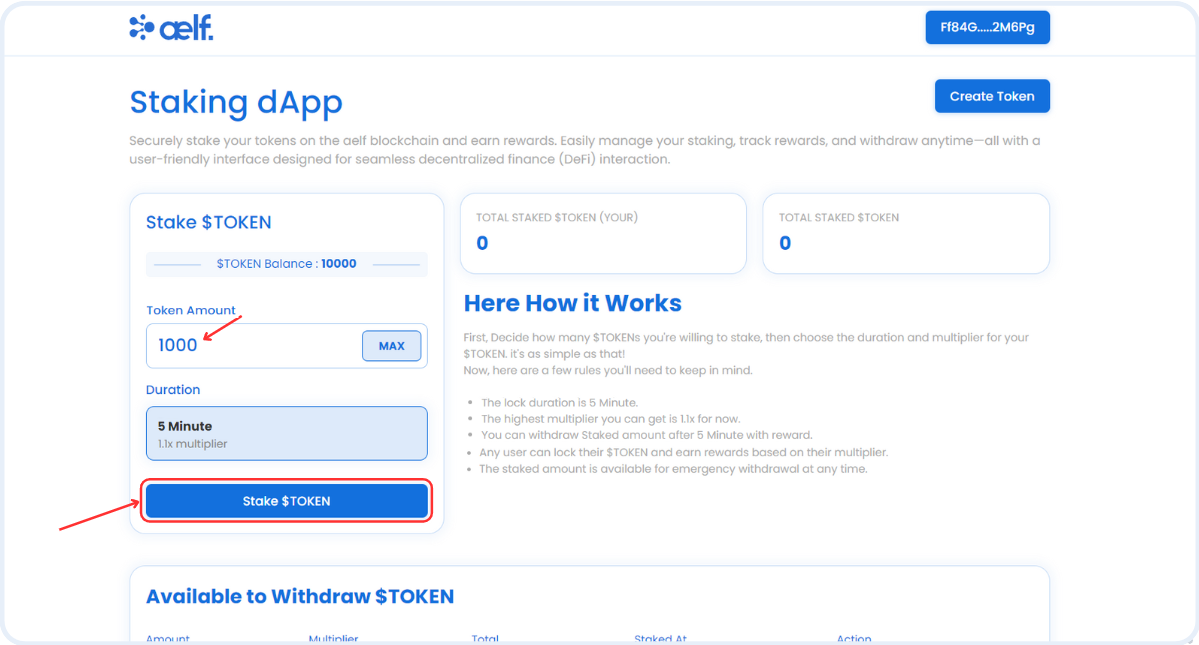 aelf.
Ff84G.....2M6Pg
Staking dApp
Create Token
Securely stake your tokens on the aelf blockchain and earn rewards. Easily manage your staking, track rewards, and withdraw anytime—all with a
user-friendly interface designed for seamless decentralized finance (DeFi) interaction.
Stake $TOKEN
$TOKEN Balance : 10000
Token Amount
1000
MAX
Duration
5 Minute
1.1x multiplier
Stake $TOKEN
TOTAL STAKED $TOKEN (YOUR)
0
TOTAL STAKED $TOKEN
0
Here How it Works
First, Decide how many $TOKENs you're willing to stake, then choose the duration and multiplier for your
$TOKEN. it's as simple as that!
Now, here are a few rules you'll need to keep in mind.
• The lock duration is 5 Minute.
• The highest multiplier you can get is 1.1x for now.
• You can withdraw Staked amount after 5 Minute with reward.
• Any user can lock their $TOKEN and earn rewards based on their multiplier.
• The staked amount is available for emergency withdrawal at any time.
Available to Withdraw $TOKEN
Amount Multiplier Total Staked At Action